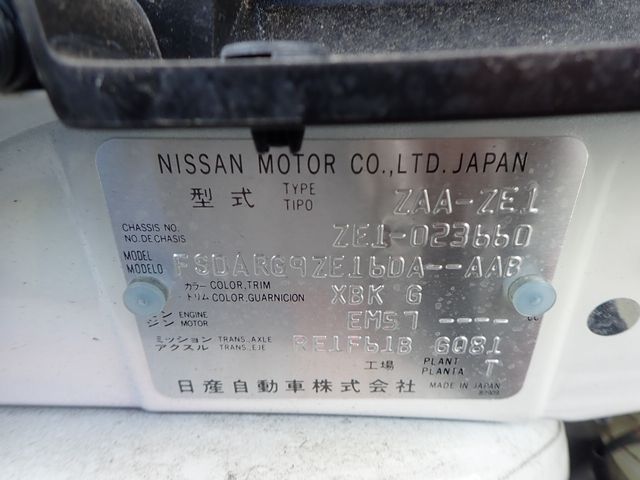 NISSAN MOTOR CO.,LTD. JAPAN
型式 TYPE TIPO ZAA-ZE1
CHASSIS NO. NO.DE CHASIS ZE1-023660
MODEL MODELO FSDARG9ZE16DA--AAB
カラー COLOR,TRIM
トリム COLOR,GUARNICION XBK G
ENGINE
ジン MOTOR EM57 ---- cc
ミッション TRANS.,AXLE
アクスル TRANS.,EJE RE1F61B GQ81
工場 PLANT PLANTA T
日産自動車株式会社 MADE IN JAPAN